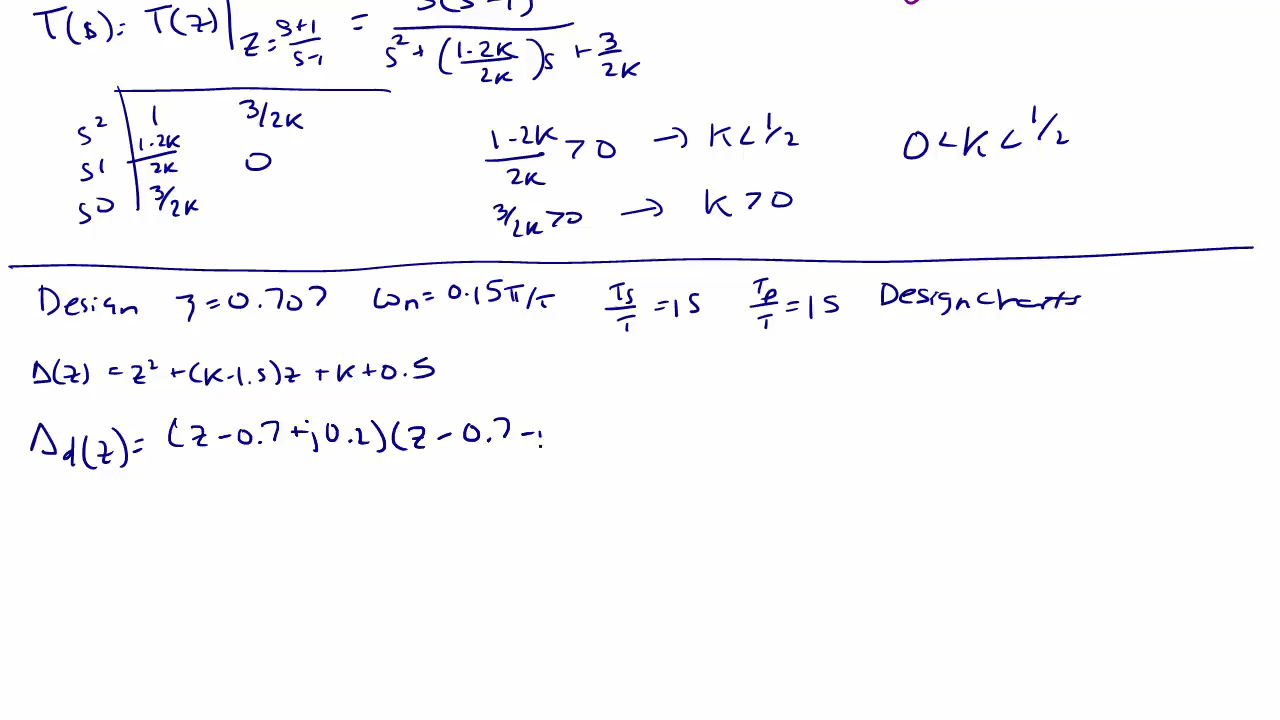 T(s) = T(z)|z=s+1/s-1 = s(s-1)/s²+(1-2K/2K)s+3/2K
s² 1 3/2K
s¹ 1-2K/2K 0
s⁰ 3/2K
1-2K/2K >0 → K<1/2 0<K<1/2
3/2K >0 → K>0
Design ζ=0.707 ωn=0.15π/T Ts/T=15 Tp/T=15 Design charts
Δ(z) = z² +(K-1.5)z + K+0.5
Δd(z)= (z-0.7+j0.2)(z-0.7-